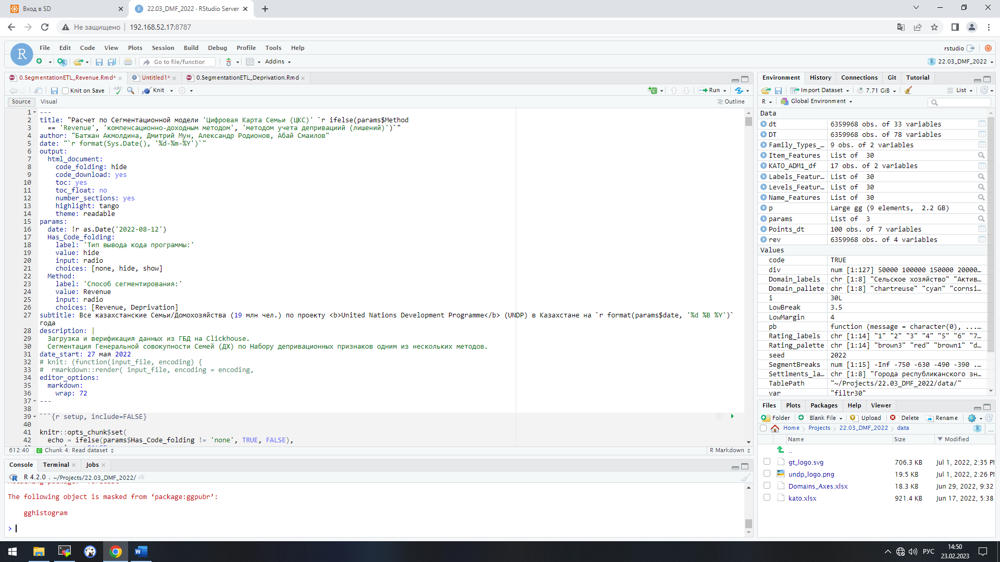 Вход в SD
22.03_DMF_2022 · RStudio Server
Не защищено 192.168.52.17:8787
File Edit Code View Plots Session Build Debug Profile Tools Help
rstudio
Go to file/function
Addins
22.03_DMF_2022
0.SegmentationETL_Revenue.Rmd*
Untitled1*
0.SegmentationETL_Deprivation.Rmd
Knit on Save
ABC
Knit
Run
Source Visual
Outline
1 ---
2 title: "Расчет по Сегментационной модели 'Цифровая Карта Семьи (ЦКС)' `r ifelse(params$Method
3 == 'Revenue', 'компенсационно-доходным методом', 'методом учета депривациий (лишений)')`"
4 author: "Батжан Акмолдина, Дмитрий Мун, Александр Родионов, Абай Смаилов"
5 date: "`r format(Sys.Date(), '%d-%m-%Y')`"
6 output:
7 html_document:
8 code_folding: hide
9 code_download: yes
10 toc: yes
11 toc_float: no
12 number_sections: yes
13 highlight: tango
14 theme: readable
15 params:
16 date: !r as.Date('2022-08-12')
17 Has_Code_folding:
18 label: 'Тип вывода кода программы:'
19 value: hide
20 input: radio
21 choices: [none, hide, show]
22 Method:
23 label: 'Способ сегментирования:'
24 value: Revenue
25 input: radio
26 choices: [Revenue, Deprivation]
27 subtitle: Все казахстанские Семьи/Домохозяйства (19 млн чел.) по проекту <b>United Nations Development Programme</b> (UNDP) в Казахстане на `r format(params$date, '%d %B %Y')`
года
28 description: |
29 Загрузка и верификация данных из ГБД на Clickhouse.
30 Сегментация Генеральной совокупности Семей (ДХ) по Набору депривационных признаков одним из нескольких методов.
31 date_start: 27 мая 2022
32 # knit: (function(input_file, encoding) {
33 # rmarkdown::render( input_file, encoding = encoding,
34 editor_options:
35 markdown:
36 wrap: 72
37 ---
38
39 ```{r setup, include=FALSE}
40
41 knitr::opts_chunk$set(
42 echo = ifelse(params$Has_Code_folding != 'none', TRUE, FALSE),
612:40 Chunk 4: Read dataset R Markdown
Console Terminal Jobs
R 4.2.0 . ~/Projects/22.03_DMF_2022/
The following object is masked from ‘package:ggpubr’:
gghistogram
>
Environment History Connections Git Tutorial
Import Dataset 7.71 GiB List
R Global Environment
Data
dt 6359968 obs. of 33 variables
DT 6359968 obs. of 78 variables
Family_Types_… 9 obs. of 2 variables
Item_Features List of 30
KATO_ADM1_df 17 obs. of 2 variables
Labels_Featur… List of 30
Levels_Featur… List of 30
Name_Features List of 30
p Large gg (9 elements, 2.2 GB)
params List of 3
Points_dt 100 obs. of 7 variables
rev 6359968 obs. of 4 variables
Values
code TRUE
div num [1:127] 50000 100000 150000 20000…
Domain_labels chr [1:8] "Сельское хозяйство" "Актив…
Domain_pallete chr [1:8] "chartreuse" "cyan" "cornsi…
i 30L
LowBreak 3.5
LowMargin 4
pb function (message = character(0), ...…
Rating_labels chr [1:14] "1" "2" "3" "4" "5" "6" "7…
Rating_palette chr [1:14] "brown3" "red" "brown1" "d…
seed 2022
SegmentBreaks num [1:15] -Inf -750 -630 -490 -390 .…
Settlments_la… chr [1:8] "Города республиканского зн…
TablePath "~/Projects/22.03_DMF_2022/data/"
var "filtr30"
Files Plots Packages Help Viewer
Folder Blank File Upload Delete Rename
Home Projects 22.03_DMF_2022 data
...
Name Size Modified
..
gt_logo.svg 706.3 KB Jul 1, 2022, 2:35 P
undp_logo.png 19.5 KB Jul 1, 2022, 2:26 P
Domains_Axes.xlsx 18.3 KB Jun 29, 2022, 9:32
kato.xlsx 921.4 KB Jun 17, 2022, 5:38
РУС
14:50
23.02.2023